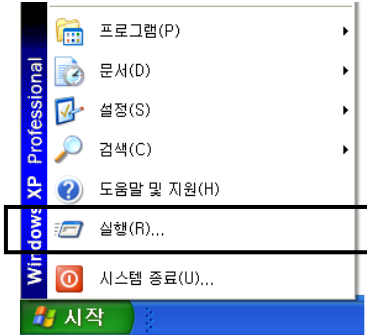 프로그램(P)
문서(D)
설정(S)
검색(C)
도움말 및 지원(H)
실행(R)...
시스템 종료(U)...
Windows XP Professional
시작